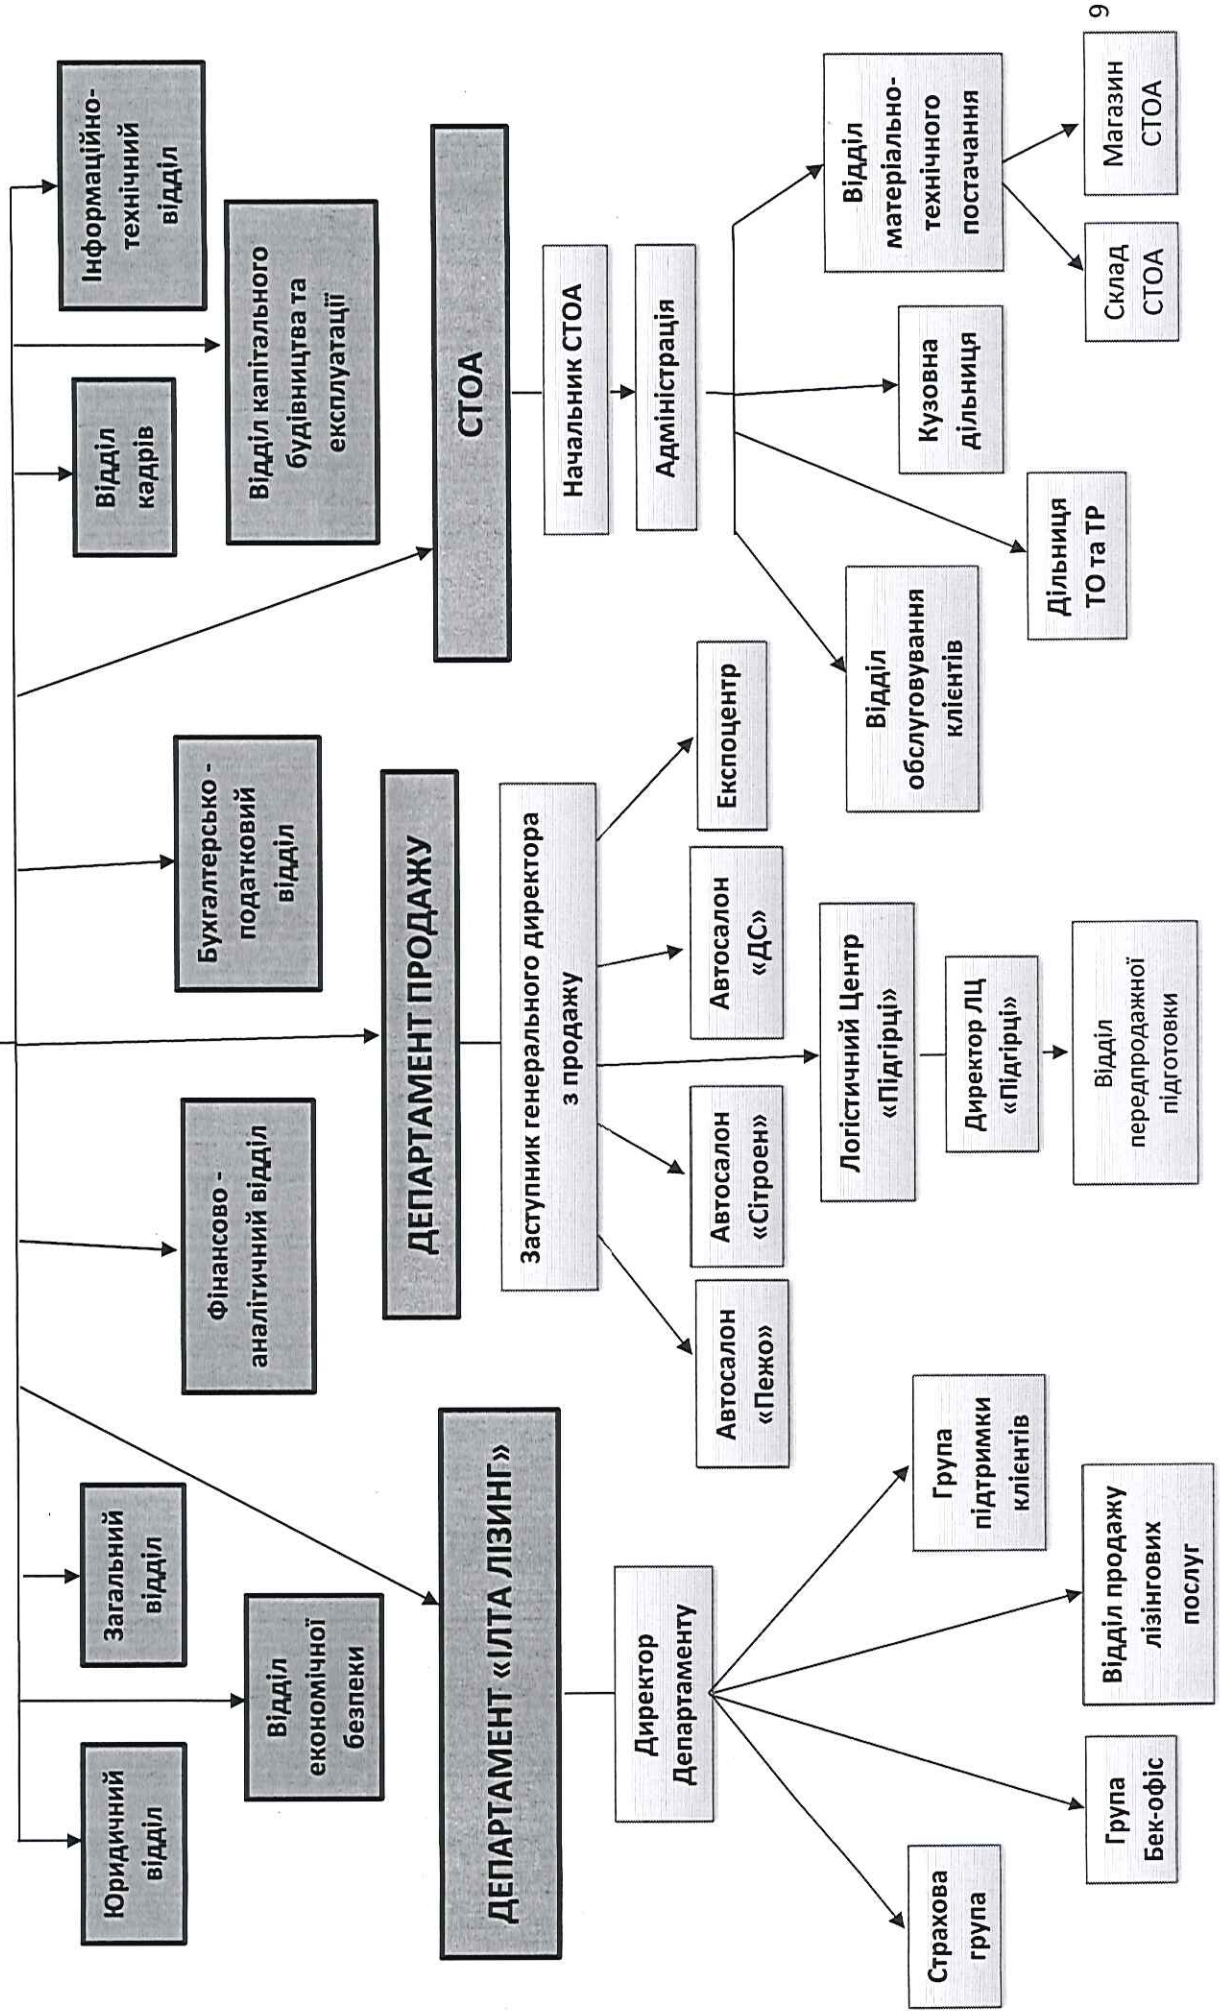 Юридичний
відділ
Загальний
відділ
Відділ
економічної
безпеки
Фінансово -
аналітичний відділ
Бухгалтерсько -
податковий
відділ
Відділ
кадрів
Відділ капітального
будівництва та
експлуатації
Інформаційно-
технічний
відділ
ДЕПАРТАМЕНТ «ІЛТА ЛІЗИНГ»
Директор
Департаменту
Страхова
група
Група
Бек-офіс
Відділ продажу
лізінгових
послуг
Група
підтримки
клієнтів
ДЕПАРТАМЕНТ ПРОДАЖУ
Заступник генерального директора
з продажу
Автосалон
«Пежо»
Автосалон
«Сітроен»
Логістичний Центр
«Підгірці»
Директор ЛЦ
«Підгірці»
Відділ
передпродажної
підготовки
Автосалон
«ДС»
Експоцентр
СТОА
Начальник СТОА
Адміністрація
Відділ
обслуговування
клієнтів
Дільниця
ТО та ТР
Кузовна
дільниця
Відділ
матеріально-
технічного
постачання
Склад
СТОА
Магазин
СТОА
9